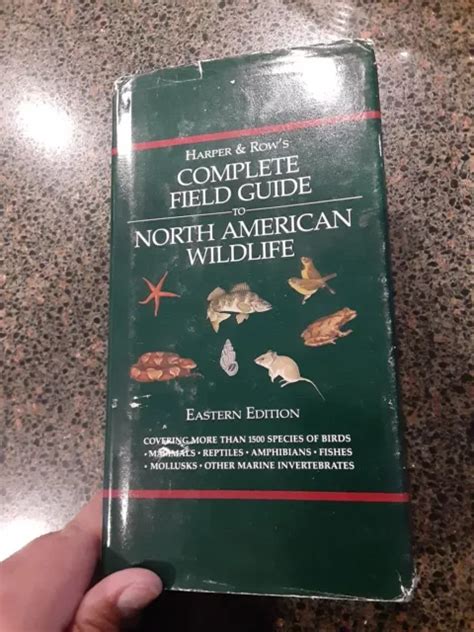 HARPER & ROW'S
COMPLETE
FIELD GUIDE
TO
NORTH AMERICAN
WILDLIFE
EASTERN EDITION
COVERING MORE THAN 1500 SPECIES OF BIRDS
• MAMMALS • REPTILES • AMPHIBIANS • FISHES
• MOLLUSKS • OTHER MARINE INVERTEBRATES